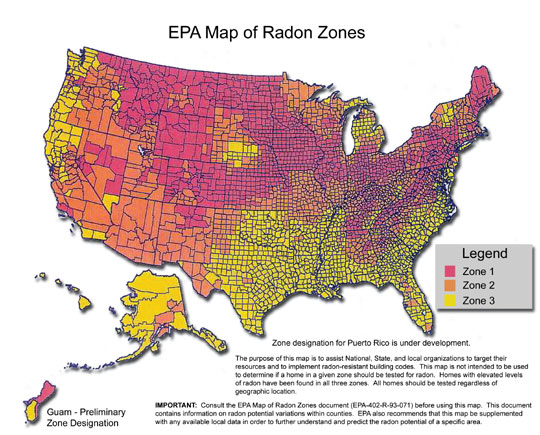 EPA Map of Radon Zones
Legend
Zone 1
Zone 2
Zone 3
Zone designation for Puerto Rico is under development.
The purpose of this map is to assist National, State, and local organizations to target their
resources and to implement radon-resistant building codes. This map is not intended to be used
to determine if a home in a given zone should be tested for radon. Homes with elevated levels
of radon have been found in all three zones. All homes should be tested regardless of
geographic location.
Guam - Preliminary
Zone Designation
IMPORTANT: Consult the EPA Map of Radon Zones document (EPA-402-R-93-071) before using this map. This document
contains information on radon potential variations within counties. EPA also recommends that this map be supplemented
with any available local data in order to further understand and predict the radon potential of a specific area.